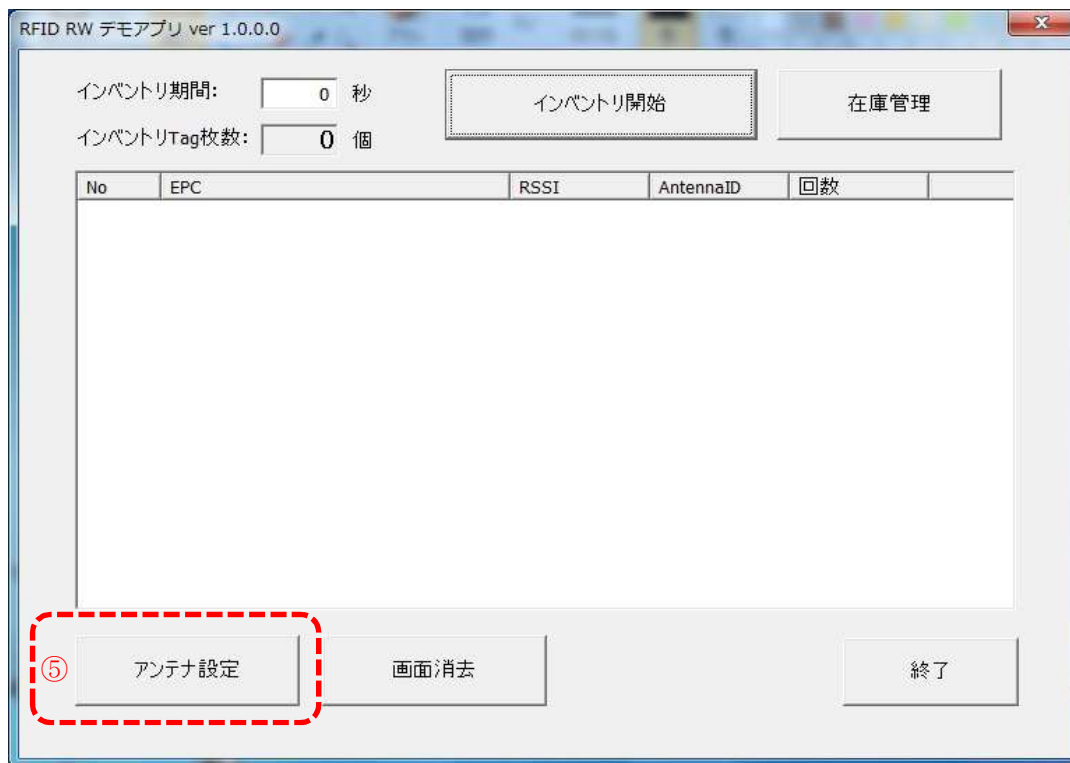 RFID RW デモアプリ ver 1.0.0.0
インベントリ期間: 0 秒 インベントリ開始 在庫管理
インベントリTag枚数: 0 個
No EPC RSSI AntennaID 回数
⑤ アンテナ設定 画面消去 終了